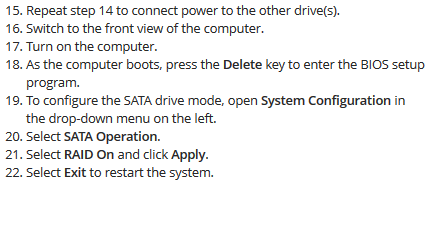 15. Repeat step 14 to connect power to the other drive(s).
16. Switch to the front view of the computer.
17. Turn on the computer.
18. As the computer boots, press the Delete key to enter the BIOS setup
program.
19. To configure the SATA drive mode, open System Configuration in
the drop-down menu on the left.
20. Select SATA Operation.
21. Select RAID On and click Apply.
22. Select Exit to restart the system.